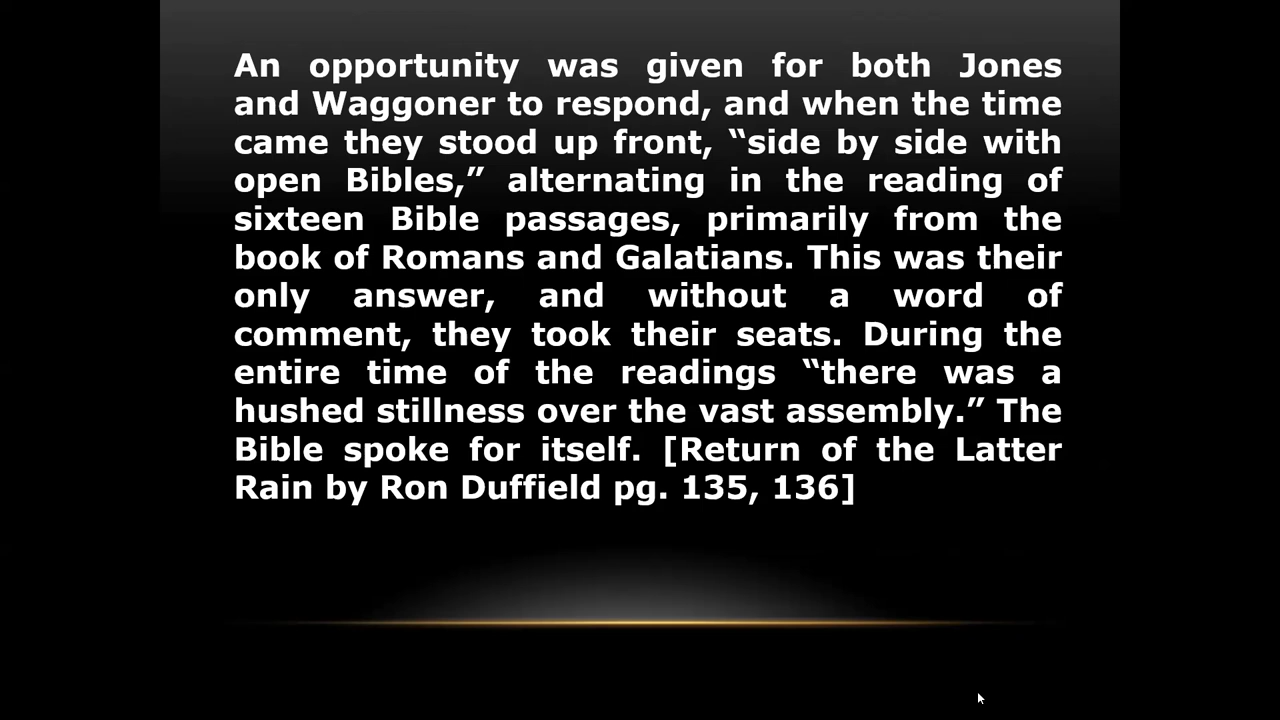 An opportunity was given for both Jones
and Waggoner to respond, and when the time
came they stood up front, “side by side with
open Bibles,” alternating in the reading of
sixteen Bible passages, primarily from the
book of Romans and Galatians. This was their
only answer, and without a word of
comment, they took their seats. During the
entire time of the readings “there was a
hushed stillness over the vast assembly.” The
Bible spoke for itself. [Return of the Latter
Rain by Ron Duffield pg. 135, 136]